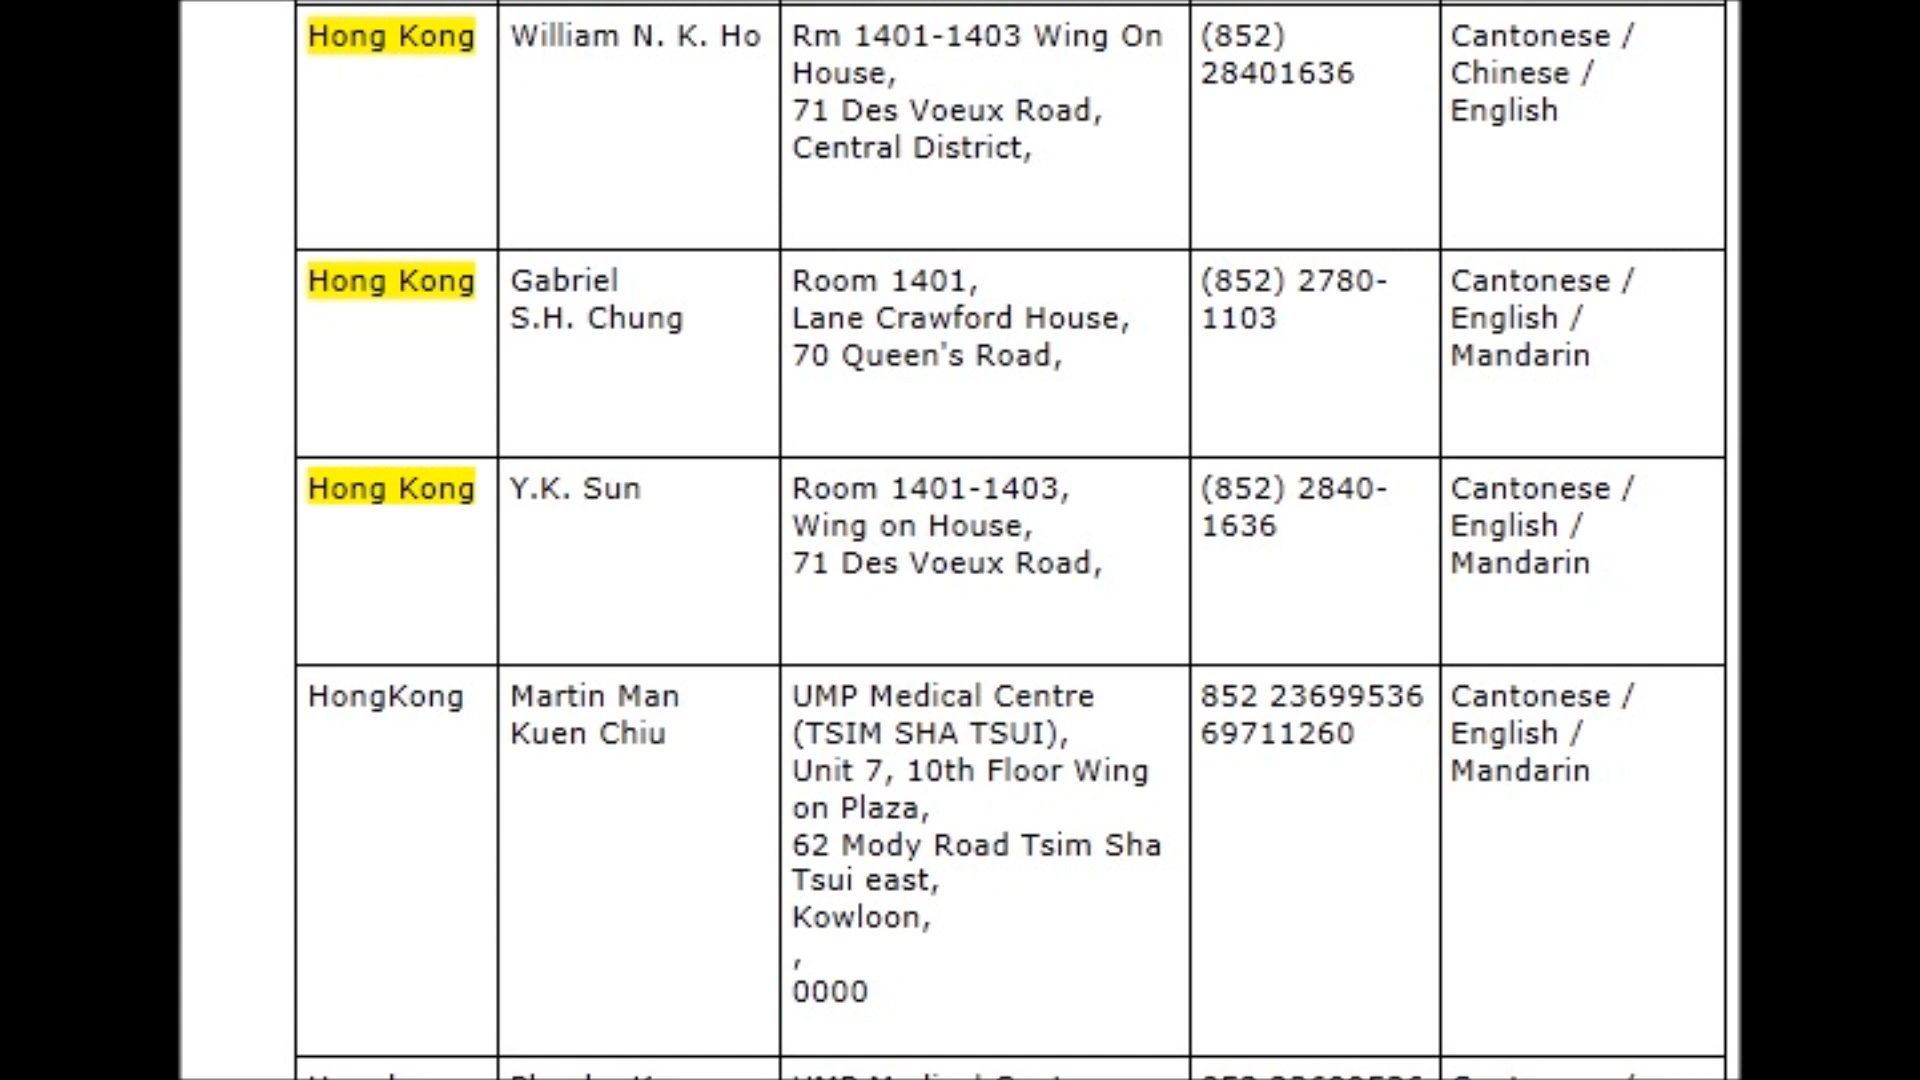 Hong Kong
William N. K. Ho
Rm 1401-1403 Wing On
House,
71 Des Voeux Road,
Central District,
(852)
28401636
Cantonese /
Chinese /
English
Hong Kong
Gabriel
S.H. Chung
Room 1401,
Lane Crawford House,
70 Queen's Road,
(852) 2780-
1103
Cantonese /
English /
Mandarin
Hong Kong
Y.K. Sun
Room 1401-1403,
Wing on House,
71 Des Voeux Road,
(852) 2840-
1636
Cantonese /
English /
Mandarin
HongKong
Martin Man
Kuen Chiu
UMP Medical Centre
(TSIM SHA TSUI),
Unit 7, 10th Floor Wing
on Plaza,
62 Mody Road Tsim Sha
Tsui east,
Kowloon,
,
0000
852 23699536
69711260
Cantonese /
English /
Mandarin